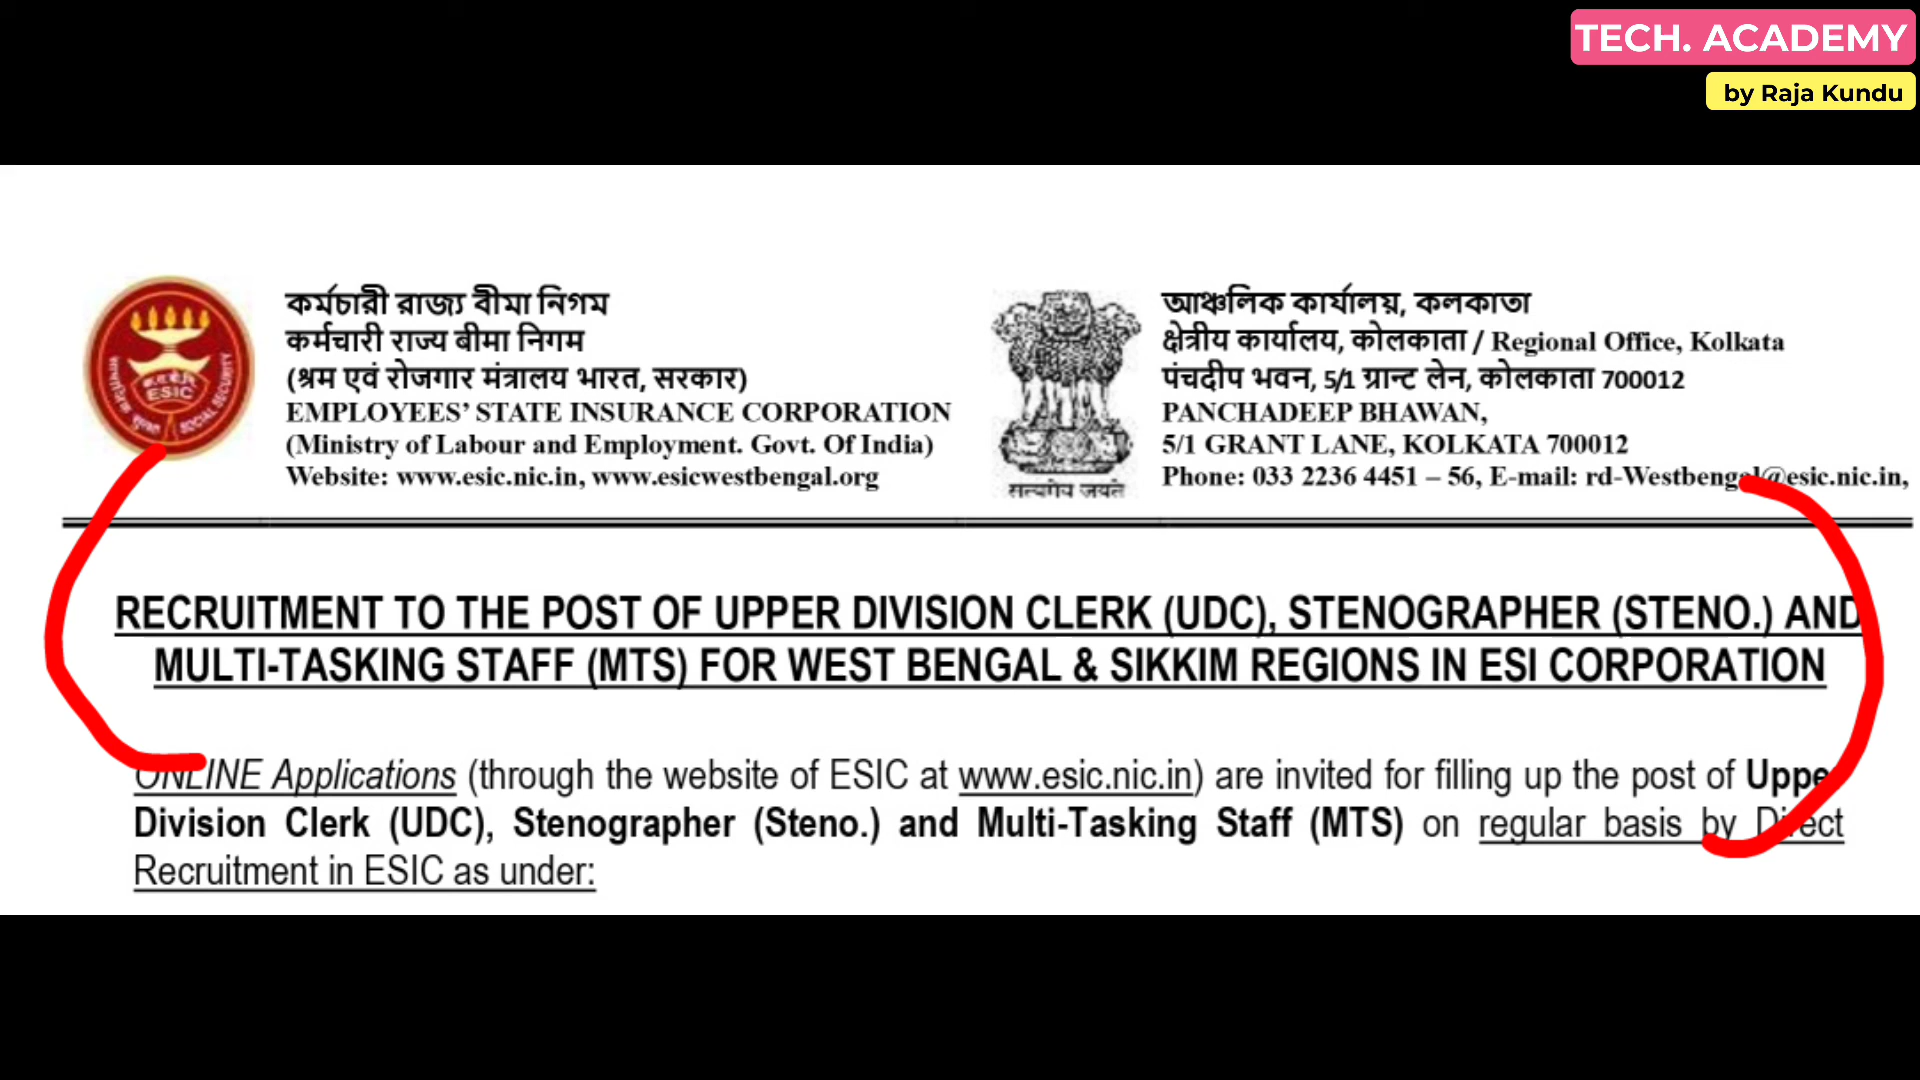 TECH. ACADEMY
by Raja Kundu
কর্মচারী রাজ্য বীমা নিগম
कर्मचारी राज्य बीमा निगम
(श्रम एवं रोजगार मंत्रालय भारत, सरकार)
EMPLOYEES' STATE INSURANCE CORPORATION
(Ministry of Labour and Employment. Govt. Of India)
Website: www.esic.nic.in, www.esicwestbengal.org
ESIC
SOCIAL SECURITY
सत्यमेव जयते
আঞ্চলিক কার্যালয়, কলকাতা
क्षेत्रीय कार्यालय, कोलकाता / Regional Office, Kolkata
पंचदीप भवन, 5/1 ग्रान्ट लेन, कोलकाता 700012
PANCHADEEP BHAWAN,
5/1 GRANT LANE, KOLKATA 700012
Phone: 033 2236 4451 – 56, E-mail: rd-Westbengal@esic.nic.in,
RECRUITMENT TO THE POST OF UPPER DIVISION CLERK (UDC), STENOGRAPHER (STENO.) AND
MULTI-TASKING STAFF (MTS) FOR WEST BENGAL & SIKKIM REGIONS IN ESI CORPORATION
ONLINE Applications (through the website of ESIC at www.esic.nic.in) are invited for filling up the post of Upper
Division Clerk (UDC), Stenographer (Steno.) and Multi-Tasking Staff (MTS) on regular basis by Direct
Recruitment in ESIC as under: